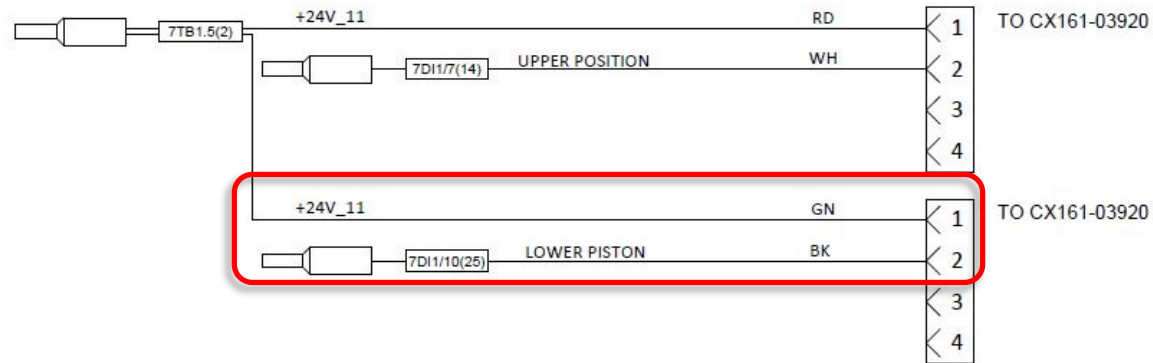 +24V_11 RD 1 TO CX161-03920
7TB1.5(2)
7DI1/7(14) UPPER POSITION WH 2
3
4
+24V_11 GN 1 TO CX161-03920
7DI1/10(25) LOWER PISTON BK 2
3
4